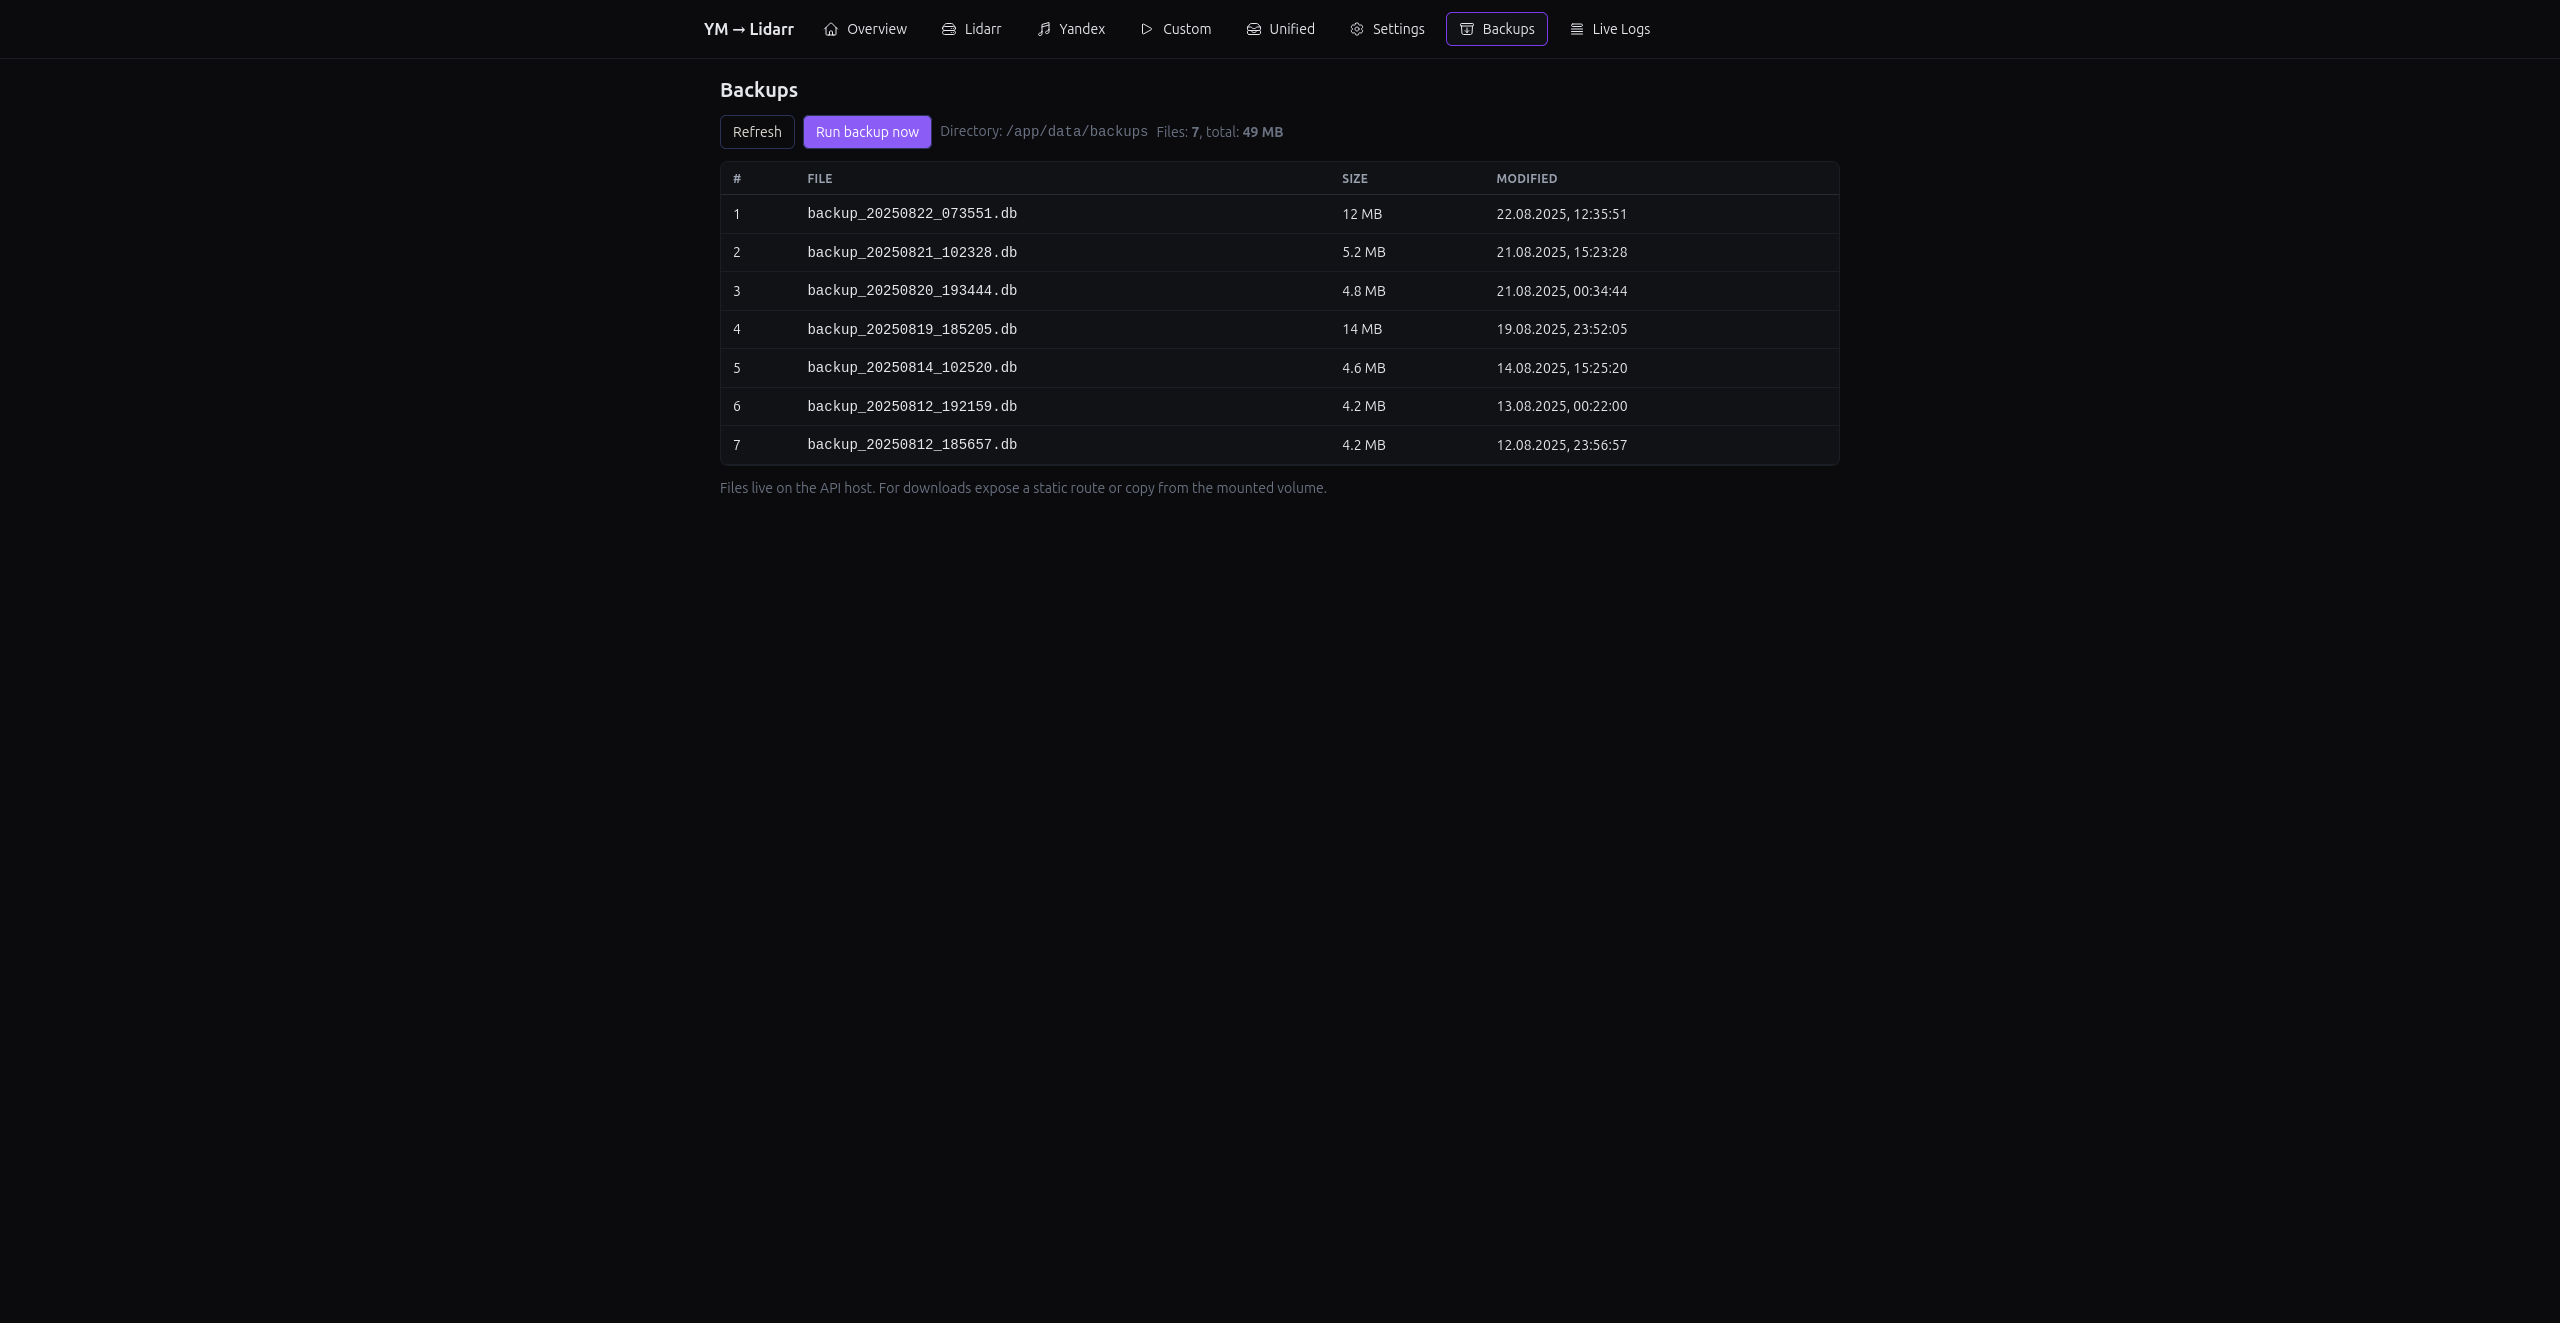 YM → Lidarr Overview Lidarr Yandex Custom Unified Settings Backups Live Logs
Backups
Refresh Run backup now Directory: /app/data/backups Files: 7, total: 49 MB
# FILE SIZE MODIFIED
1 backup_20250822_073551.db 12 MB 22.08.2025, 12:35:51
2 backup_20250821_102328.db 5.2 MB 21.08.2025, 15:23:28
3 backup_20250820_193444.db 4.8 MB 21.08.2025, 00:34:44
4 backup_20250819_185205.db 14 MB 19.08.2025, 23:52:05
5 backup_20250814_102520.db 4.6 MB 14.08.2025, 15:25:20
6 backup_20250812_192159.db 4.2 MB 13.08.2025, 00:22:00
7 backup_20250812_185657.db 4.2 MB 12.08.2025, 23:56:57
Files live on the API host. For downloads expose a static route or copy from the mounted volume.